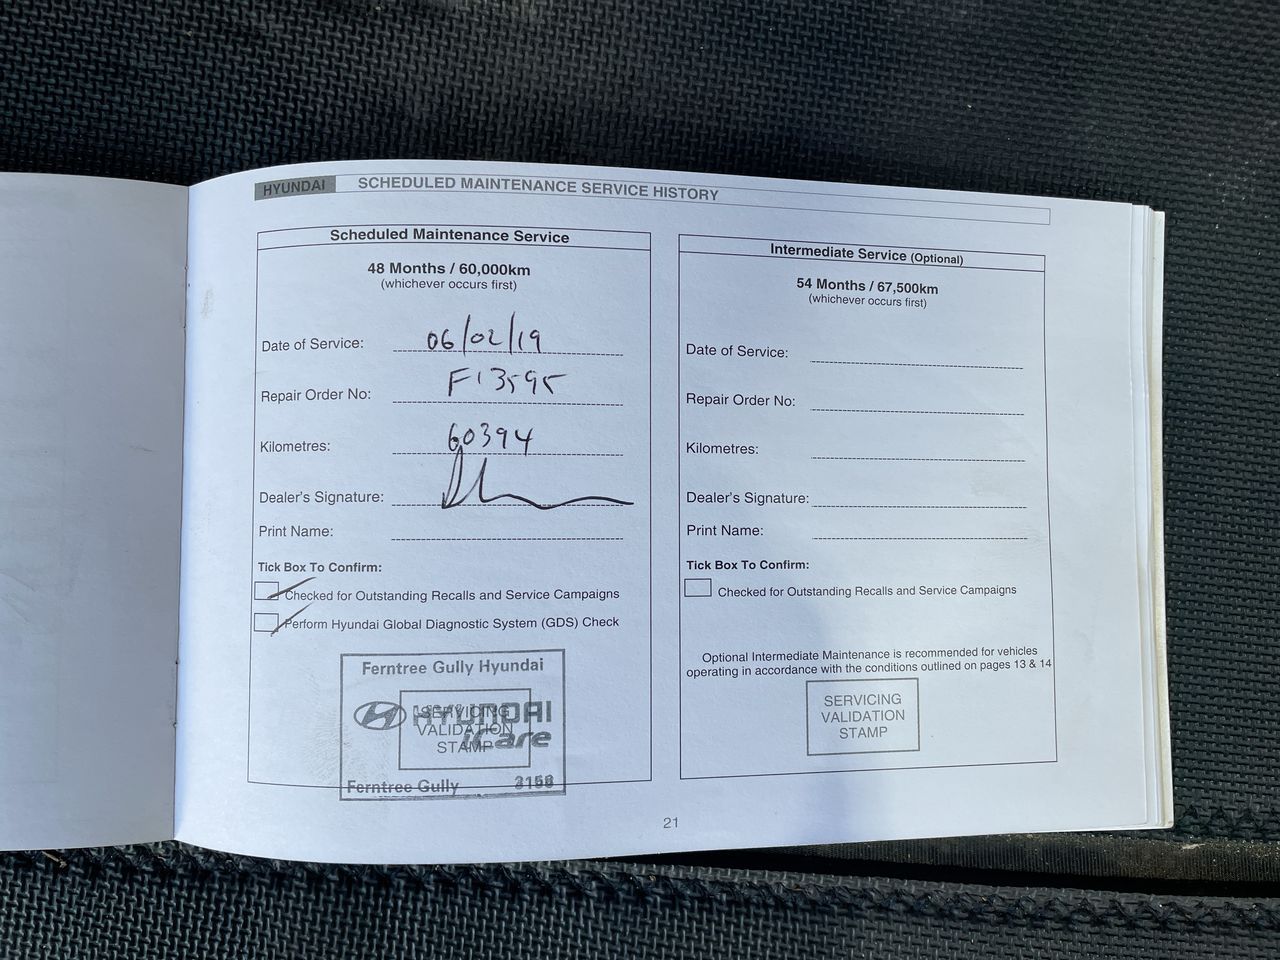 HYUNDAI SCHEDULED MAINTENANCE SERVICE HISTORY
Scheduled Maintenance Service
48 Months / 60,000km
(whichever occurs first)
Date of Service: 06/02/19
Repair Order No: F13595
Kilometres: 60394
Dealer's Signature:
Print Name:
Tick Box To Confirm:
Checked for Outstanding Recalls and Service Campaigns
Perform Hyundai Global Diagnostic System (GDS) Check
Ferntree Gully Hyundai
HYUNDAI
iCare
SERVICING
VALIDATION
STAMP
Ferntree Gully
Intermediate Service (Optional)
54 Months / 67,500km
(whichever occurs first)
Date of Service:
Repair Order No:
Kilometres:
Dealer's Signature:
Print Name:
Tick Box To Confirm:
Checked for Outstanding Recalls and Service Campaigns
Optional Intermediate Maintenance is recommended for vehicles
operating in accordance with the conditions outlined on pages 13 & 14
SERVICING
VALIDATION
STAMP
21